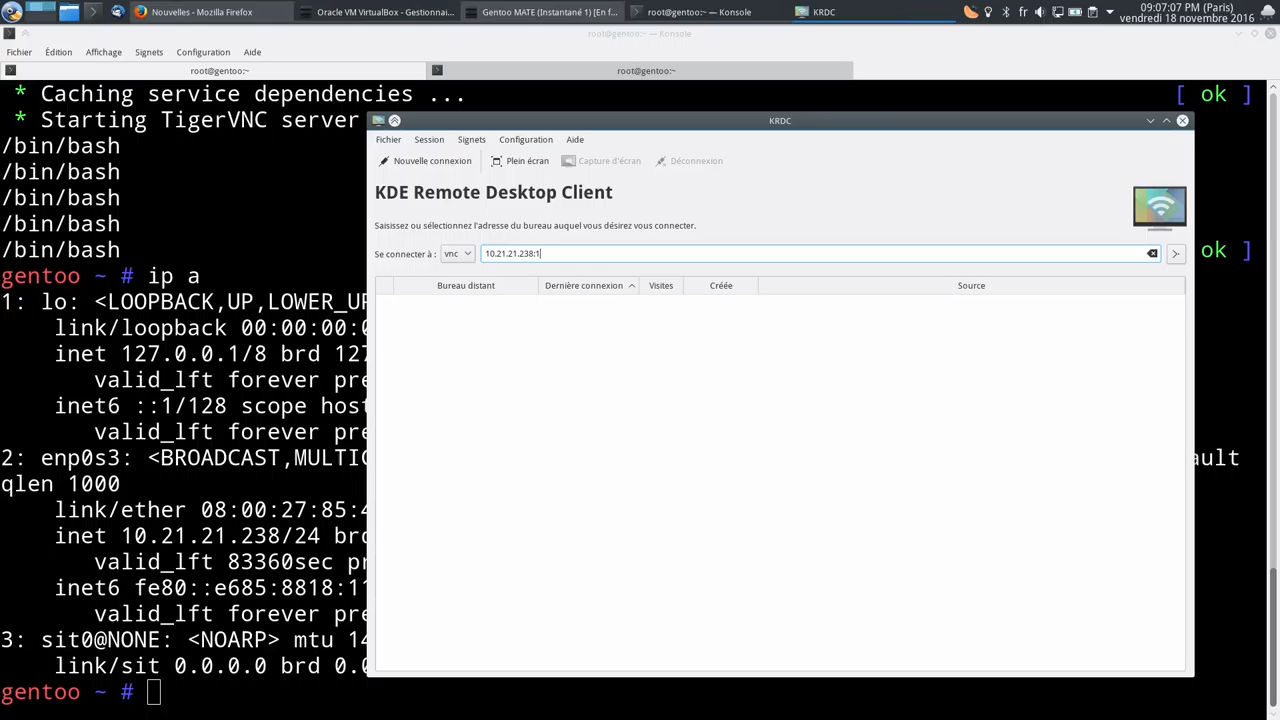 Nouvelles - Mozilla Firefox
Oracle VM VirtualBox - Gestionnai...
Gentoo MATE (Instantané 1) [En f...
root@gentoo:~ — Konsole
KRDC
fr
09:07:07 PM (Paris)
vendredi 18 novembre 2016
root@gentoo:~ — Konsole
Fichier Édition Affichage Signets Configuration Aide
root@gentoo:~ root@gentoo:~
* Caching service dependencies ... [ ok ]
* Starting TigerVNC server
/bin/bash
/bin/bash
/bin/bash
/bin/bash
/bin/bash ok ]
gentoo ~ # ip a
1: lo: <LOOPBACK,UP,LOWER_UP
link/loopback 00:00:00:0
inet 127.0.0.1/8 brd 127
valid_lft forever pre
inet6 ::1/128 scope host
valid_lft forever pre
2: enp0s3: <BROADCAST,MULTIC ault
qlen 1000
link/ether 08:00:27:85:4
inet 10.21.21.238/24 brd
valid_lft 83360sec pr
inet6 fe80::e685:8818:11
valid_lft forever pre
3: sit0@NONE: <NOARP> mtu 14
link/sit 0.0.0.0 brd 0.0
gentoo ~ #
KRDC
Fichier Session Signets Configuration Aide
Nouvelle connexion Plein écran Capture d'écran Déconnexion
KDE Remote Desktop Client
Saisissez ou sélectionnez l'adresse du bureau auquel vous désirez vous connecter.
Se connecter à : vnc 10.21.21.238:1
Bureau distant Dernière connexion Visites Créée Source